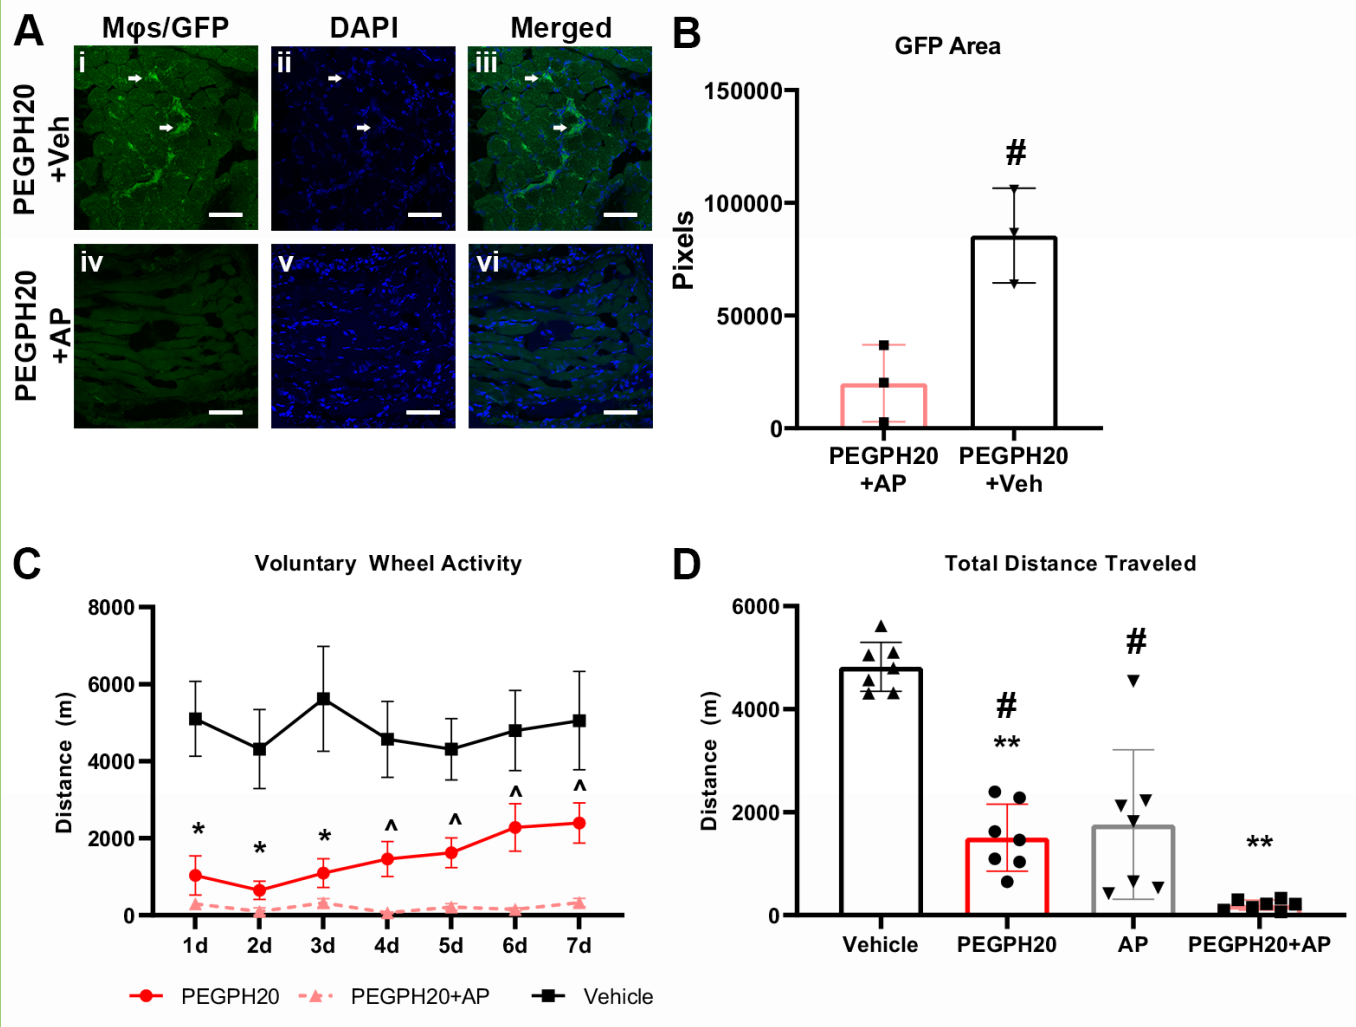 A
Mφs/GFP
DAPI
Merged
PEGPH20
+Veh
i
ii
iii
PEGPH20
+AP
iv
v
vi
B
GFP Area
Pixels
150000
100000
50000
0
#
PEGPH20
+AP
PEGPH20
+Veh
C
Voluntary Wheel Activity
Distance (m)
8000
6000
4000
2000
0
* * * ^ ^ ^ ^
1d 2d 3d 4d 5d 6d 7d
PEGPH20 PEGPH20+AP Vehicle
D
Total Distance Traveled
Distance (m)
6000
4000
2000
0
#
**
#
**
Vehicle PEGPH20 AP PEGPH20+AP